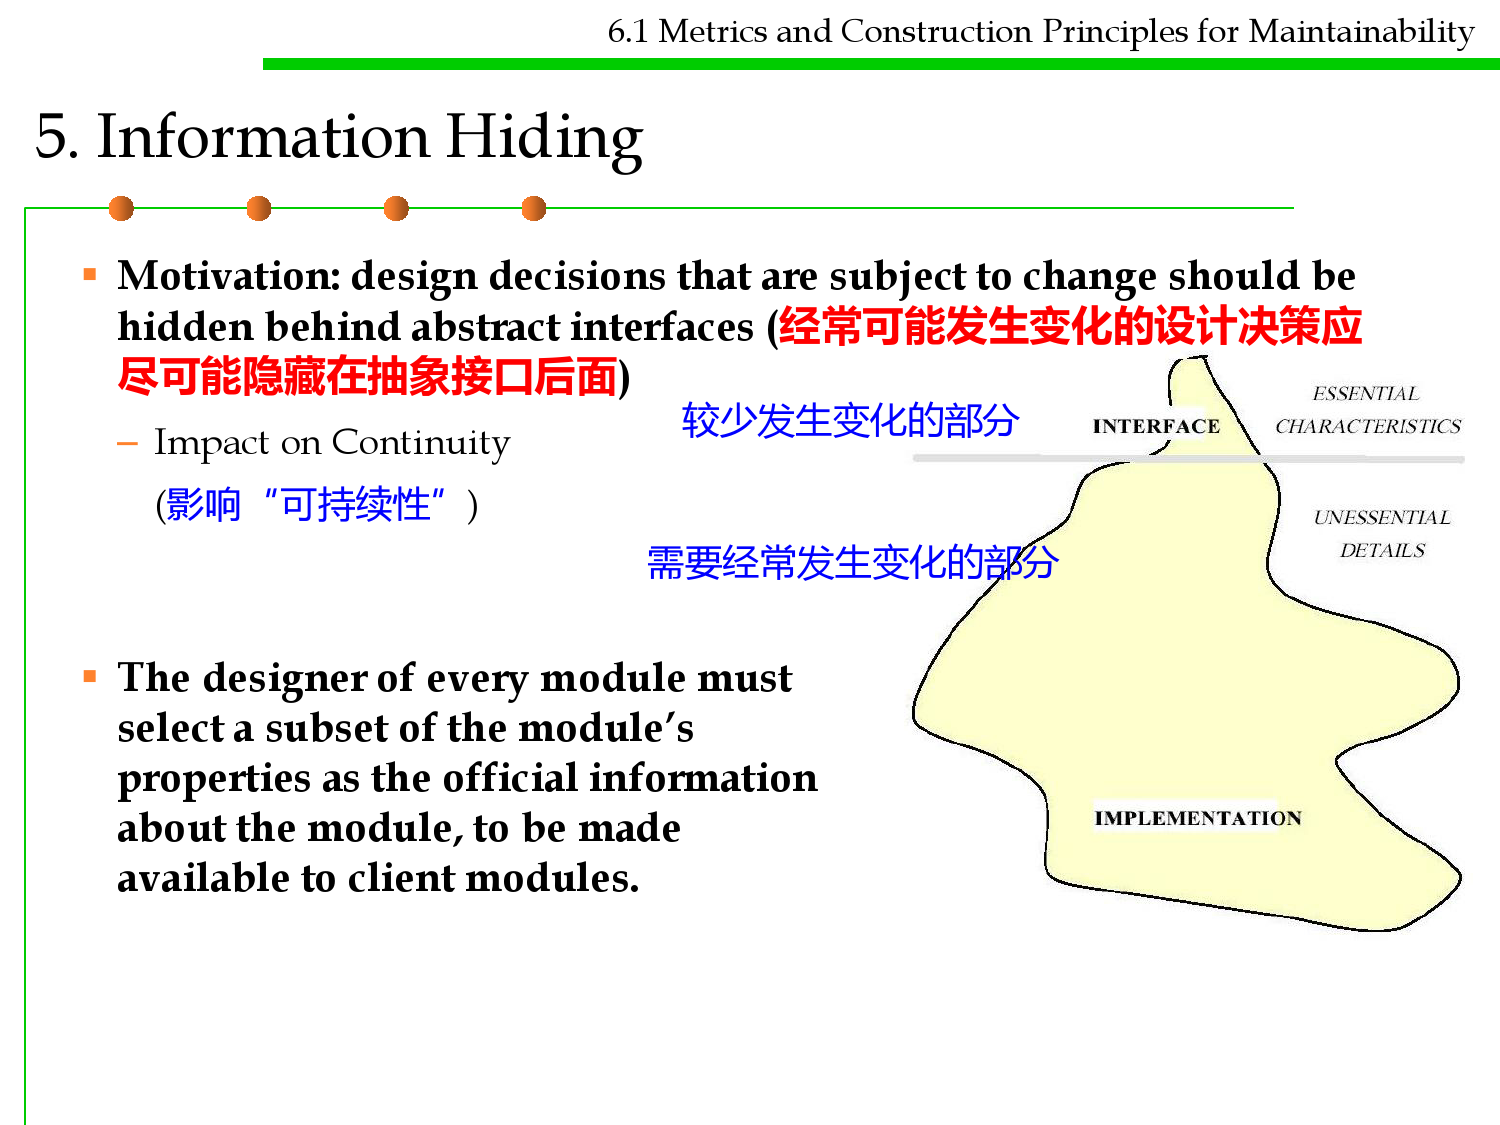 6.1 Metrics and Construction Principles for Maintainability
5. Information Hiding
▪ Motivation: design decisions that are subject to change should be
hidden behind abstract interfaces (经常可能发生变化的设计决策应
尽可能隐藏在抽象接口后面)
– Impact on Continuity
(影响“可持续性”)
较少发生变化的部分
INTERFACE
ESSENTIAL
CHARACTERISTICS
需要经常发生变化的部分
UNESSENTIAL
DETAILS
▪ The designer of every module must
select a subset of the module’s
properties as the official information
about the module, to be made
available to client modules.
IMPLEMENTATION